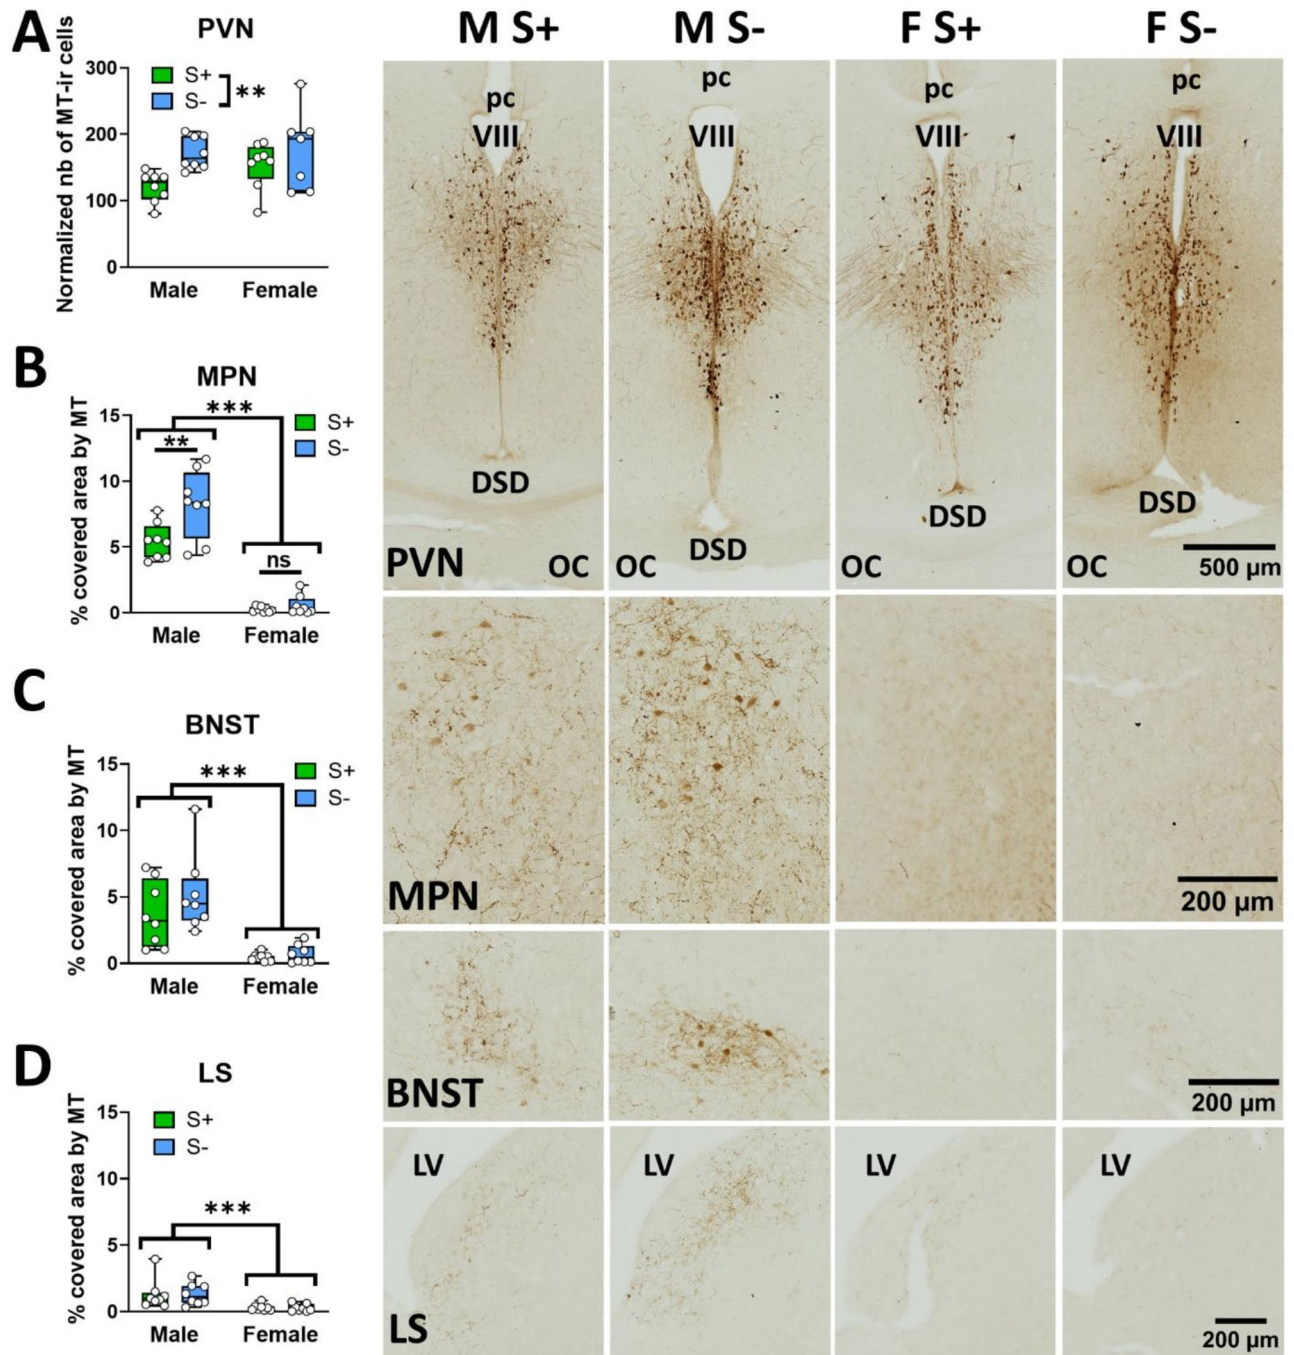 A
PVN
Normalized nb of MT-ir cells
300
200
100
0
S+
S-
**
Male Female
M S+ M S- F S+ F S-
pc pc pc pc
VIII VIII VIII VIII
DSD DSD DSD DSD
PVN OC OC OC OC
500 µm
B
MPN
% covered area by MT
15
10
5
0
***
**
ns
S+
S-
Male Female
MPN
200 µm
C
BNST
% covered area by MT
15
10
5
0
***
S+
S-
Male Female
BNST
200 µm
D
LS
% covered area by MT
15
10
5
0
S+
S-
***
Male Female
LV LV LV LV
LS
200 µm